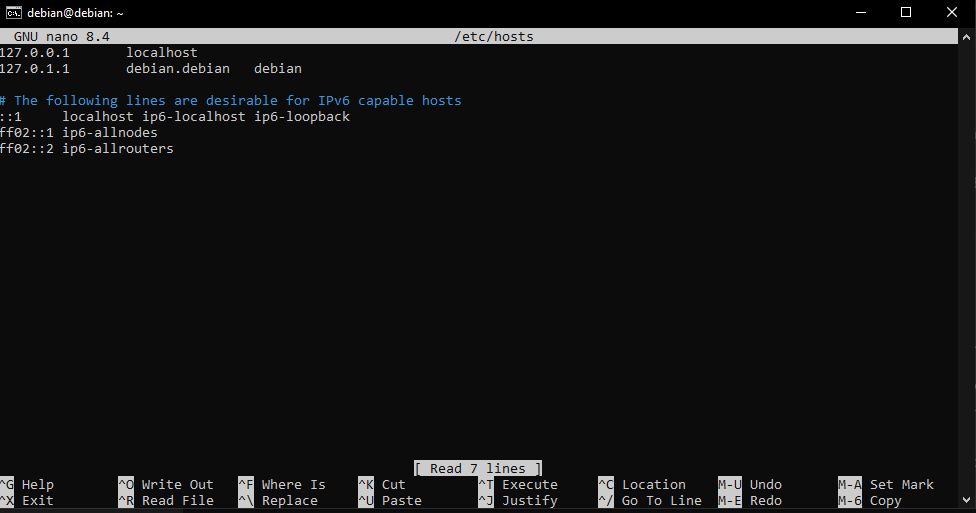 debian@debian: ~
GNU nano 8.4 /etc/hosts
127.0.0.1 localhost
127.0.1.1 debian.debian debian
# The following lines are desirable for IPv6 capable hosts
::1 localhost ip6-localhost ip6-loopback
ff02::1 ip6-allnodes
ff02::2 ip6-allrouters
[ Read 7 lines ]
^G Help ^O Write Out ^F Where Is ^K Cut ^T Execute ^C Location M-U Undo M-A Set Mark
^X Exit ^R Read File ^\ Replace ^U Paste ^J Justify ^/ Go To Line M-E Redo M-6 Copy